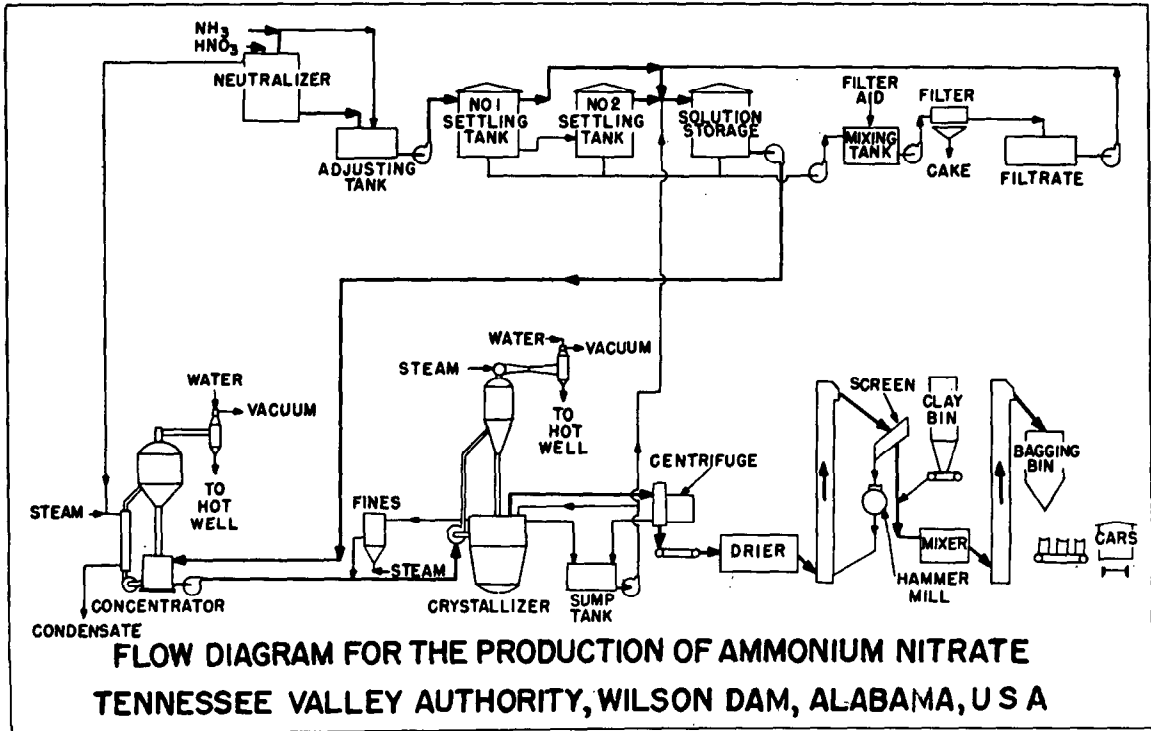 NH3
HNO3
NEUTRALIZER
ADJUSTING
TANK
NO 1
SETTLING
TANK
NO 2
SETTLING
TANK
SOLUTION
STORAGE
FILTER
AID
MIXING
TANK
FILTER
CAKE
FILTRATE
WATER
VACUUM
TO
HOT
WELL
STEAM
CONCENTRATOR
CONDENSATE
WATER
VACUUM
STEAM
TO
HOT
WELL
FINES
STEAM
CRYSTALLIZER
SUMP
TANK
CENTRIFUGE
DRIER
SCREEN
CLAY
BIN
HAMMER
MILL
MIXER
BAGGING
BIN
CARS
FLOW DIAGRAM FOR THE PRODUCTION OF AMMONIUM NITRATE
TENNESSEE VALLEY AUTHORITY, WILSON DAM, ALABAMA, U S A